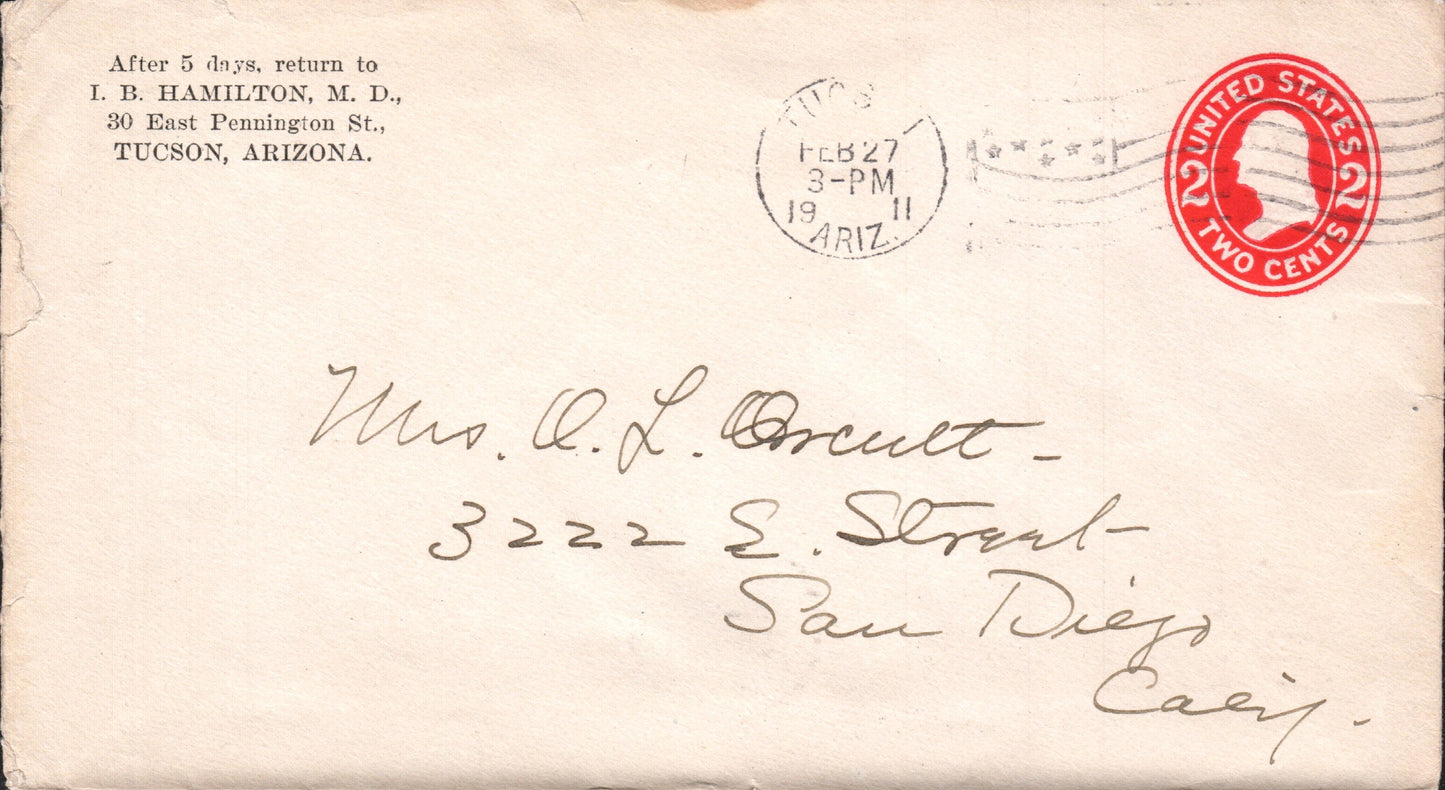 After 5 days, return to
I. B. HAMILTON, M. D.,
30 East Pennington St.,
TUCSON, ARIZONA.
TUCS
FEB 27
3-PM
19 11
ARIZ.
UNITED STATES
2 2
TWO CENTS
Mrs. O. L. Orcutt -
3222 E. Street
San Diego
Calif.